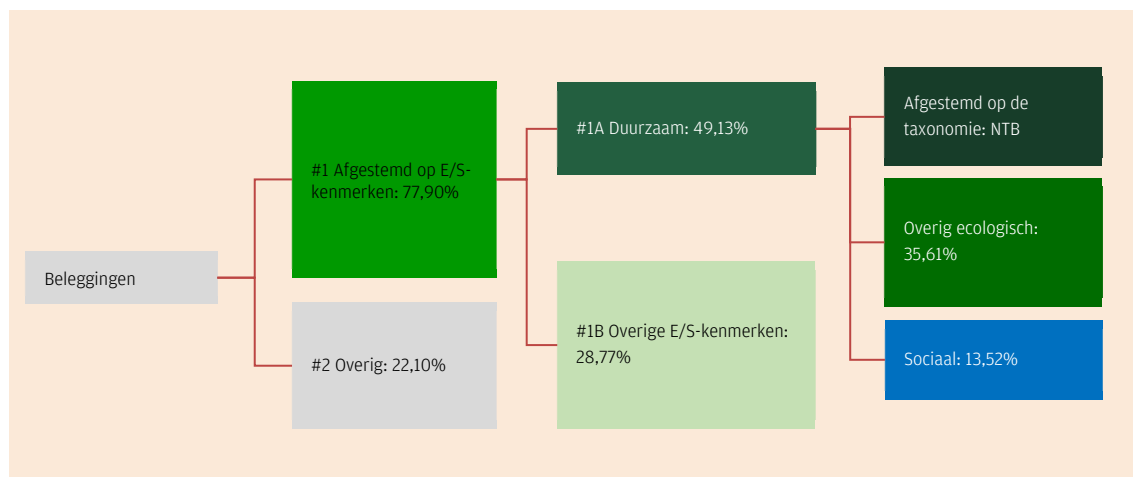 Beleggingen
#1 Afgestemd op E/S-
kenmerken: 77,90%
#2 Overig: 22,10%
#1A Duurzaam: 49,13%
#1B Overige E/S-kenmerken:
28,77%
Afgestemd op de
taxonomie: NTB
Overig ecologisch:
35,61%
Sociaal: 13,52%